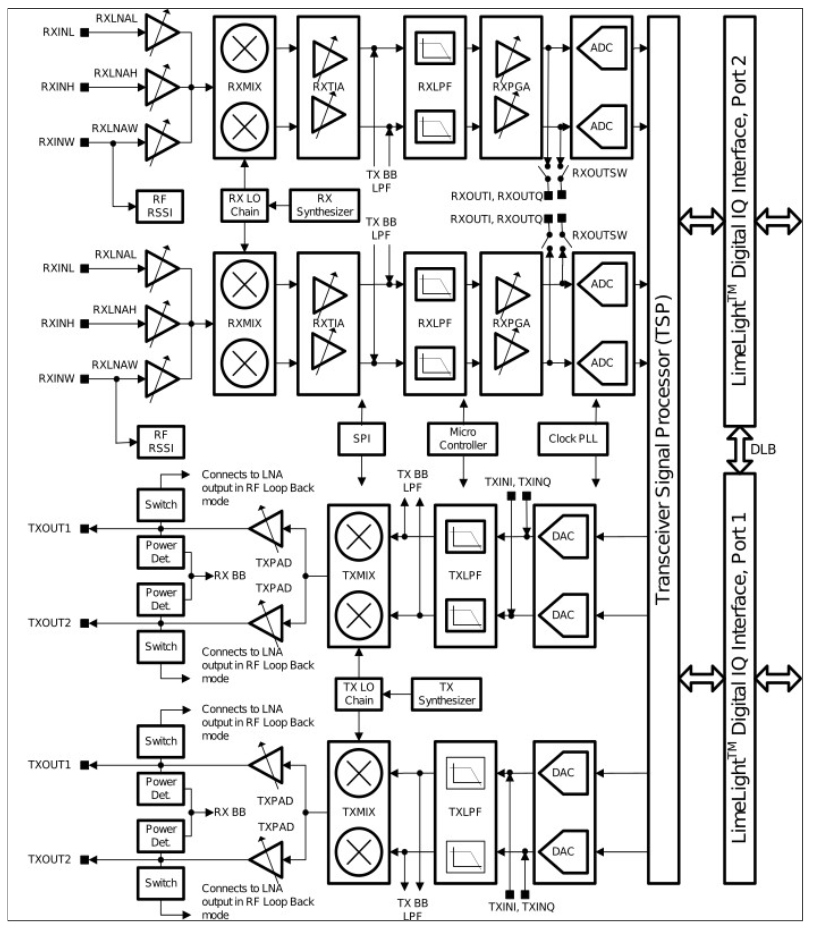 RXINL
RXLNAL
RXINH
RXLNAH
RXINW
RXLNAW
RF
RSSI
RXMIX
RXTIA
RXLPF
RXPGA
ADC
ADC
TX BB
LPF
RX LO
Chain
RX
Synthesizer
RXOUTSW
RXOUTI, RXOUTQ
TX BB
LPF
RXOUTI, RXOUTQ
RXOUTSW
RXINL
RXLNAL
RXINH
RXLNAH
RXINW
RXLNAW
RF
RSSI
RXMIX
RXTIA
RXLPF
RXPGA
ADC
ADC
SPI
Micro
Controller
Clock PLL
Connects to LNA
output in RF Loop Back
mode
Switch
TXOUT1
Power
Det.
RX BB
Power
Det.
TXOUT2
Switch
Connects to LNA
output in RF Loop Back
mode
TXPAD
TXPAD
TXMIX
TX BB
LPF
TXLPF
TXINI, TXINQ
DAC
DAC
TX LO
Chain
TX
Synthesizer
Connects to LNA
output in RF Loop Back
mode
Switch
TXOUT1
Power
Det.
RX BB
Power
Det.
TXOUT2
Switch
Connects to LNA
output in RF Loop Back
mode
TXPAD
TXPAD
TXMIX
TXLPF
DAC
DAC
TX BB
LPF
TXINI, TXINQ
Transceiver Signal Processor (TSP)
LimeLight™ Digital IQ Interface, Port 2
DLB
LimeLight™ Digital IQ Interface, Port 1